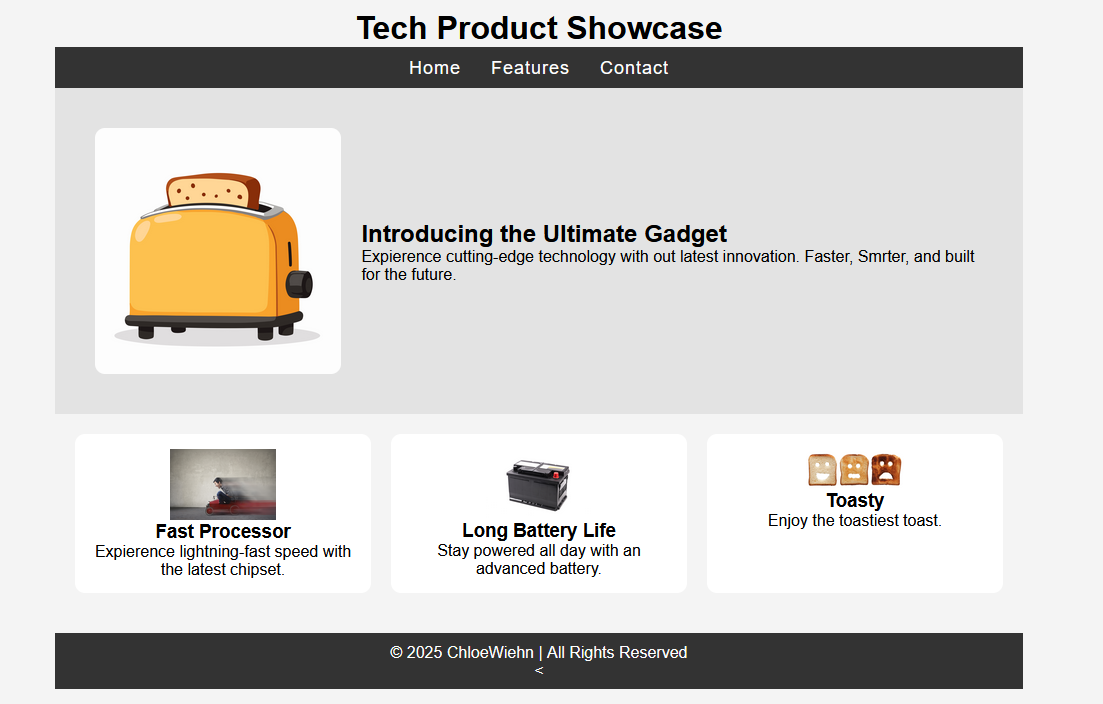 Tech Product Showcase
Home Features Contact
Introducing the Ultimate Gadget
Expierence cutting-edge technology with out latest innovation. Faster, Smrter, and built
for the future.
Fast Processor
Expierence lightning-fast speed with
the latest chipset.
Long Battery Life
Stay powered all day with an
advanced battery.
Toasty
Enjoy the toastiest toast.
© 2025 ChloeWiehn | All Rights Reserved
<